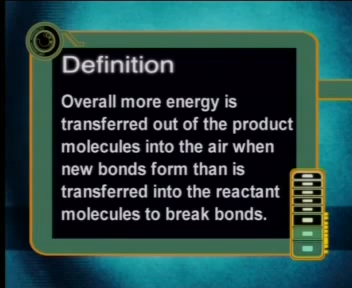 Definition
Overall more energy is
transferred out of the product
molecules into the air when
new bonds form than is
transferred into the reactant
molecules to break bonds.